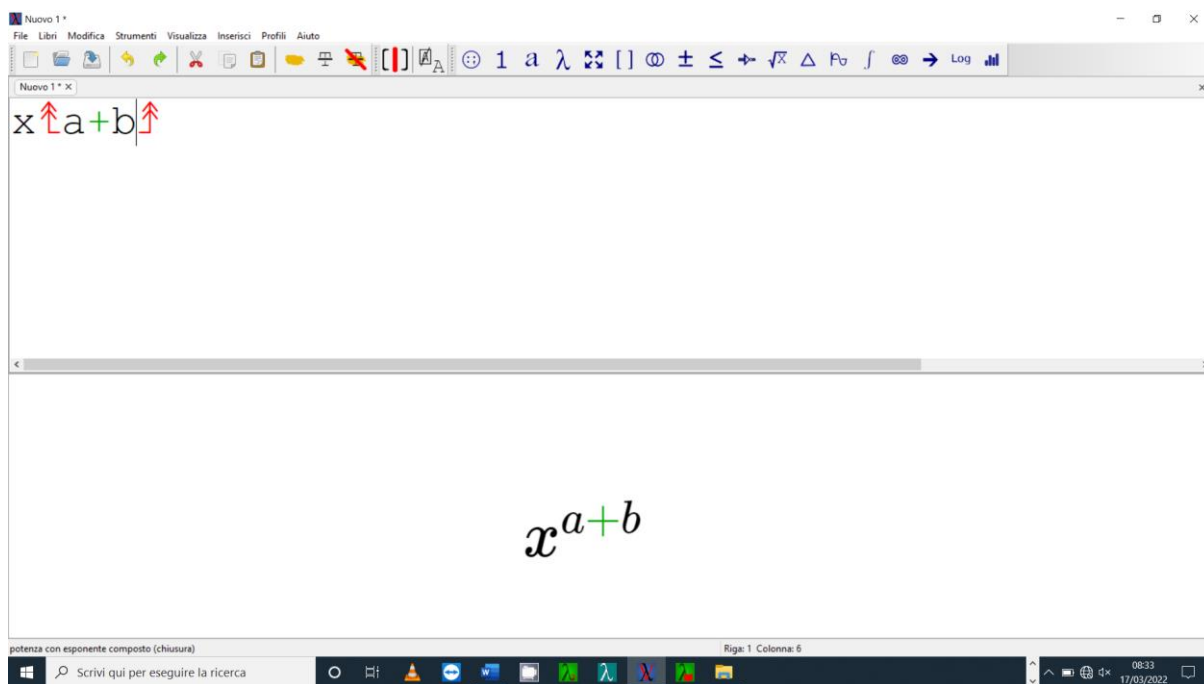 Nuovo 1 *
File Libri Modifica Strumenti Visualizza Inserisci Profili Aiuto
1 a λ [ ] ± ≤ √x ∫ → Log
Nuovo 1 * ×
x↟a+b↟
x^{a+b}
potenza con esponente composto (chiusura) Riga: 1 Colonna: 6
Scrivi qui per eseguire la ricerca
08:33
17/03/2022